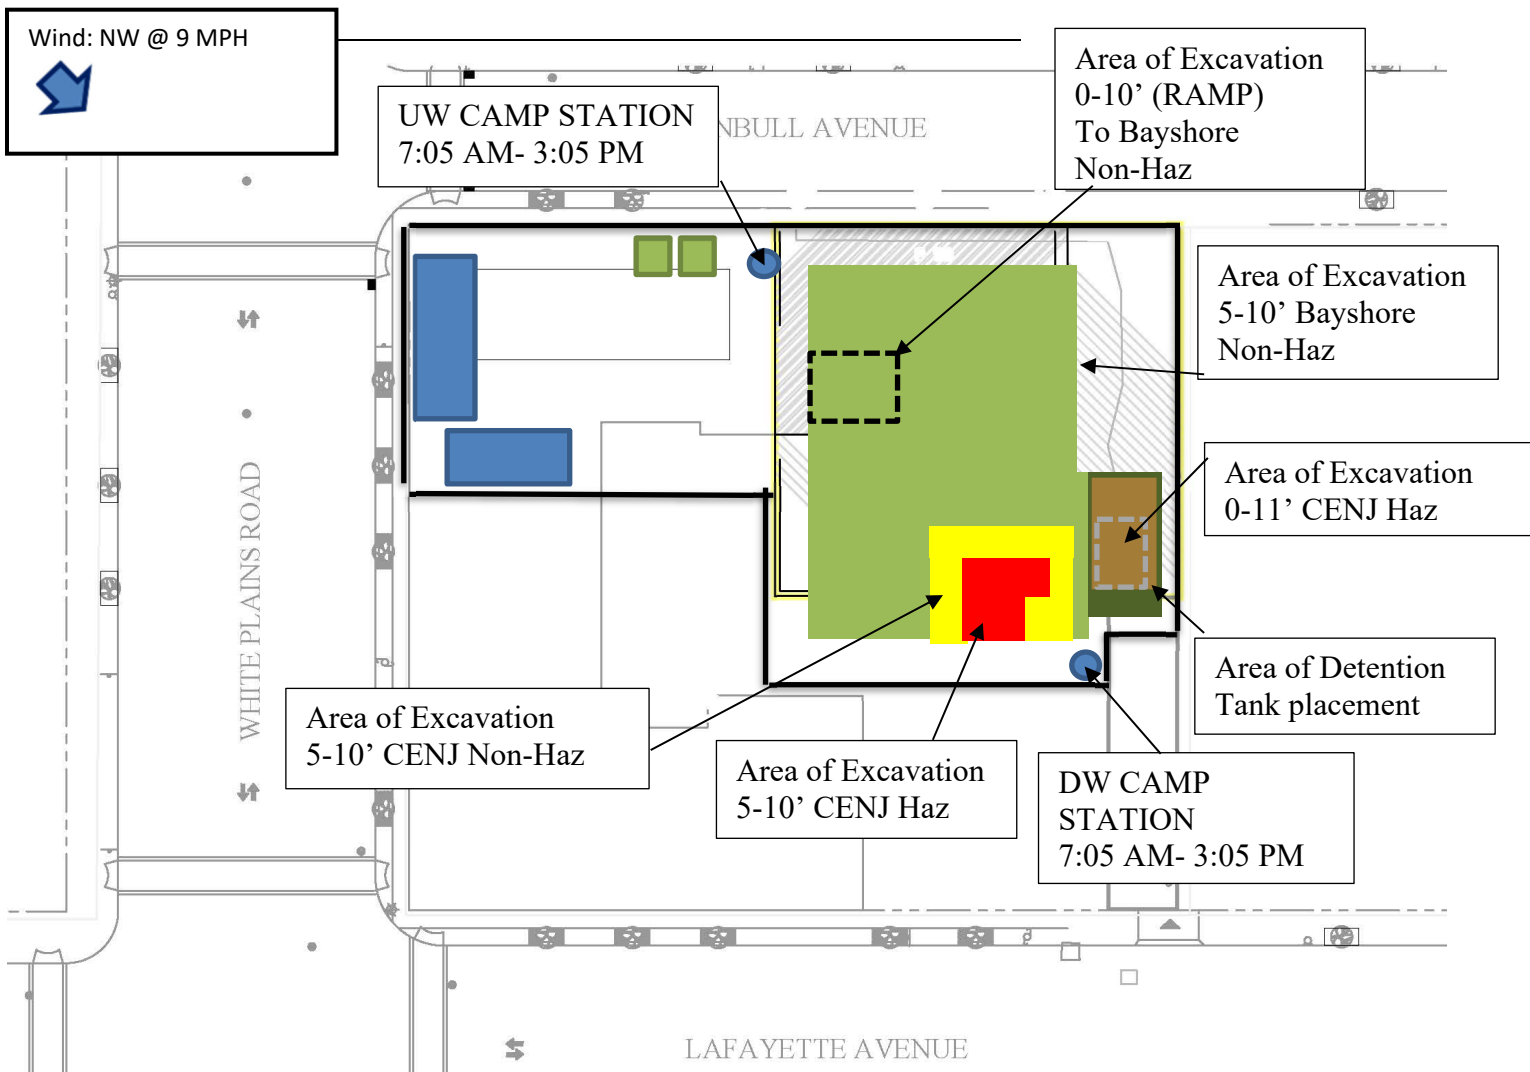 Wind: NW @ 9 MPH
UW CAMP STATION
7:05 AM- 3:05 PM
NBULL AVENUE
Area of Excavation
0-10’ (RAMP)
To Bayshore
Non-Haz
Area of Excavation
5-10’ Bayshore
Non-Haz
Area of Excavation
0-11’ CENJ Haz
Area of Detention
Tank placement
WHITE PLAINS ROAD
Area of Excavation
5-10’ CENJ Non-Haz
Area of Excavation
5-10’ CENJ Haz
DW CAMP
STATION
7:05 AM- 3:05 PM
LAFAYETTE AVENUE